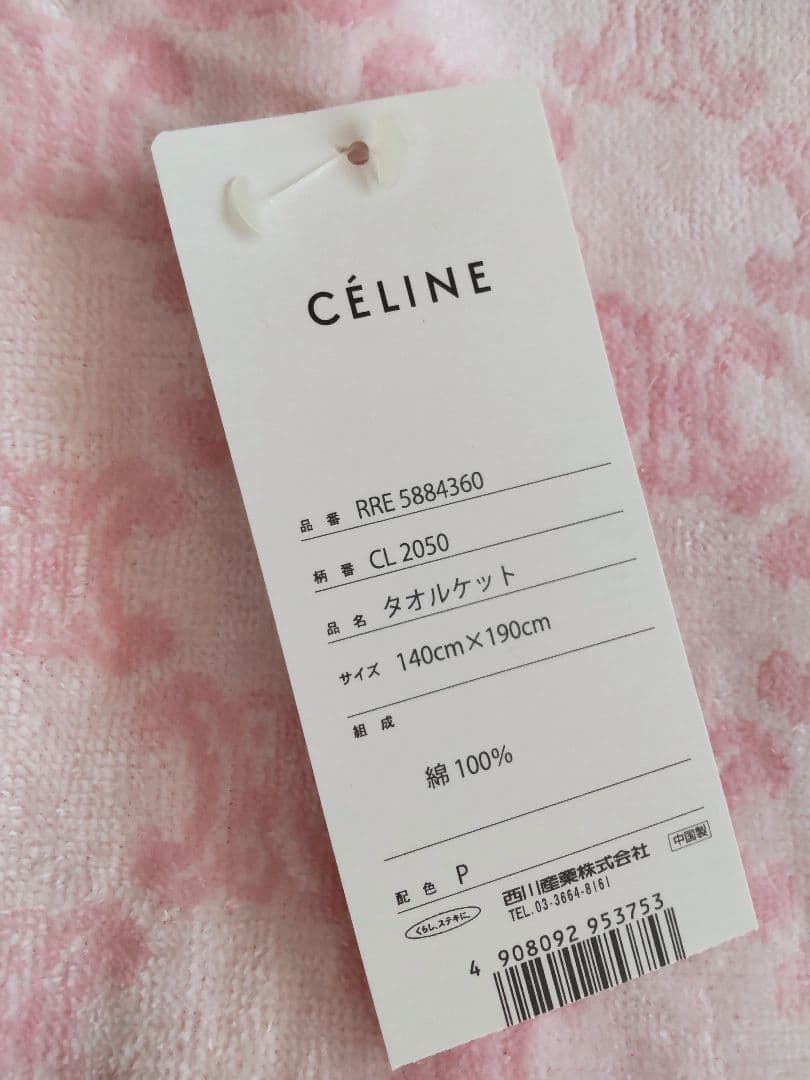 CÉLINE
品番 RRE 5884360
柄番 CL 2050
品名 タオルケット
サイズ 140cm×190cm
組成
綿 100%
配色 P
くらし、ステキに。
西川産業株式会社 中国製
TEL.03-3664-8161
4 908092 953753